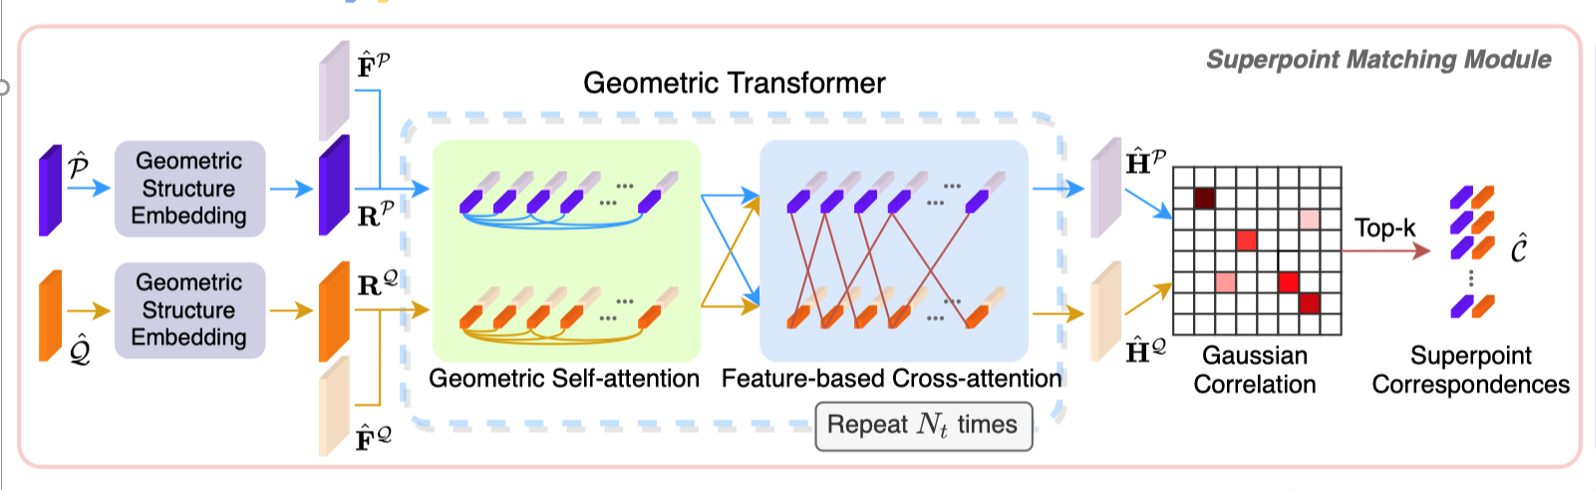 Superpoint Matching Module
Geometric Transformer
F̂^𝒫
𝒫̂
Geometric
Structure
Embedding
R^𝒫
𝒬̂
Geometric
Structure
Embedding
R^𝒬
F̂^𝒬
...
...
...
...
Geometric Self-attention
...
...
...
...
Feature-based Cross-attention
Repeat N_t times
Ĥ^𝒫
Ĥ^𝒬
Gaussian
Correlation
Top-k
𝒞̂
Superpoint
Correspondences